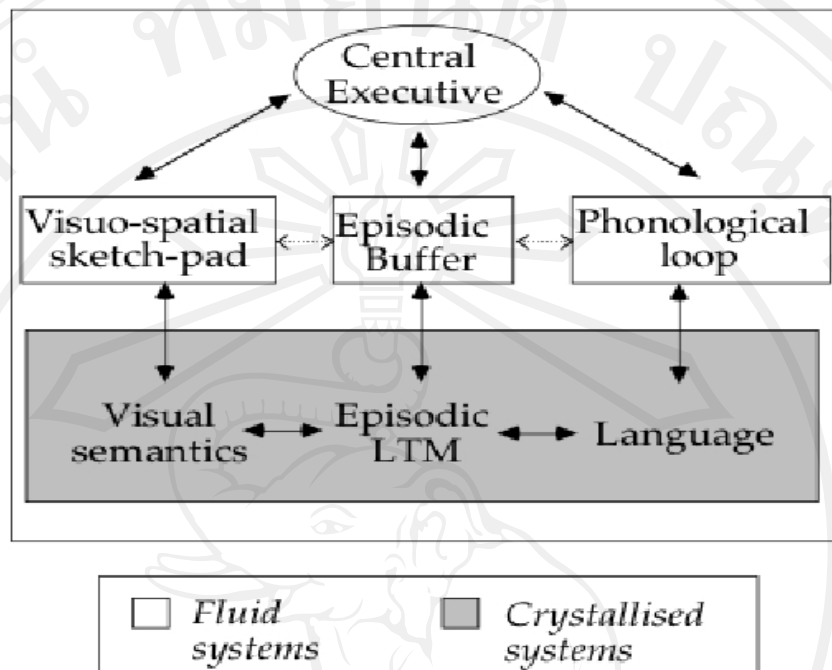 Central
Executive
Visuo-spatial
sketch-pad
Episodic
Buffer
Phonological
loop
Visual
semantics
Episodic
LTM
Language
Fluid
systems
Crystallised
systems